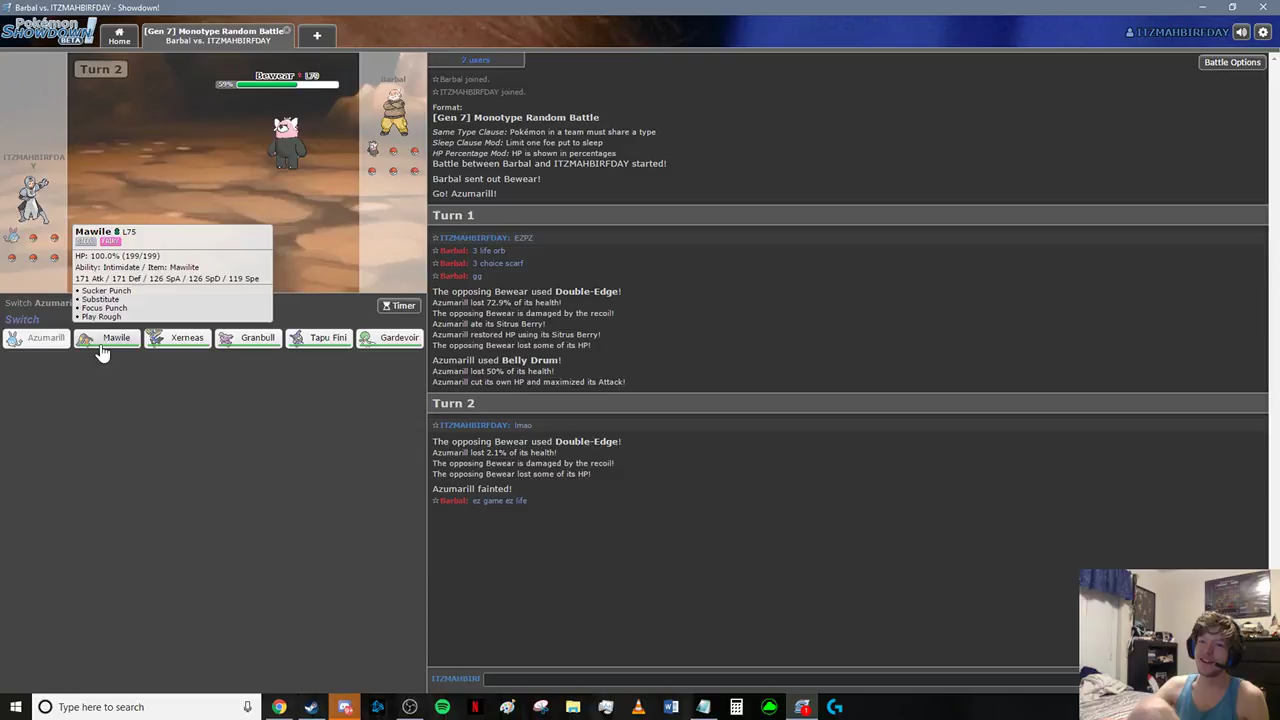 Barbal vs. ITZMAHBIRFDAY - Showdown!
Pokémon
SHOWDOWN!
BETA
Home
[Gen 7] Monotype Random Battle
Barbal vs. ITZMAHBIRFDAY
ITZMAHBIRFDAY
Turn 2
Bewear L70
59%
Barbal
ITZMAHBIRFDA
Y
Mawile L75
STEEL FAIRY
HP: 100.0% (199/199)
Ability: Intimidate / Item: Mawilite
171 Atk / 171 Def / 126 SpA / 126 SpD / 119 Spe
• Sucker Punch
• Substitute
• Focus Punch
• Play Rough
Switch Azumar
Timer
Switch
Azumarill
Mawile
Xerneas
Granbull
Tapu Fini
Gardevoir
2 users
Battle Options
☆Barbal joined.
☆ITZMAHBIRFDAY joined.
Format:
[Gen 7] Monotype Random Battle
Same Type Clause: Pokémon in a team must share a type
Sleep Clause Mod: Limit one foe put to sleep
HP Percentage Mod: HP is shown in percentages
Battle between Barbal and ITZMAHBIRFDAY started!
Barbal sent out Bewear!
Go! Azumarill!
Turn 1
☆ITZMAHBIRFDAY: EZPZ
☆Barbal: 3 life orb
☆Barbal: 3 choice scarf
☆Barbal: gg
The opposing Bewear used Double-Edge!
Azumarill lost 72.9% of its health!
The opposing Bewear is damaged by the recoil!
Azumarill ate its Sitrus Berry!
Azumarill restored HP using its Sitrus Berry!
The opposing Bewear lost some of its HP!
Azumarill used Belly Drum!
Azumarill lost 50% of its health!
Azumarill cut its own HP and maximized its Attack!
Turn 2
☆ITZMAHBIRFDAY: lmao
The opposing Bewear used Double-Edge!
Azumarill lost 2.1% of its health!
The opposing Bewear is damaged by the recoil!
The opposing Bewear lost some of its HP!
Azumarill fainted!
☆Barbal: ez game ez life
ITZMAHBIRF
Type here to search